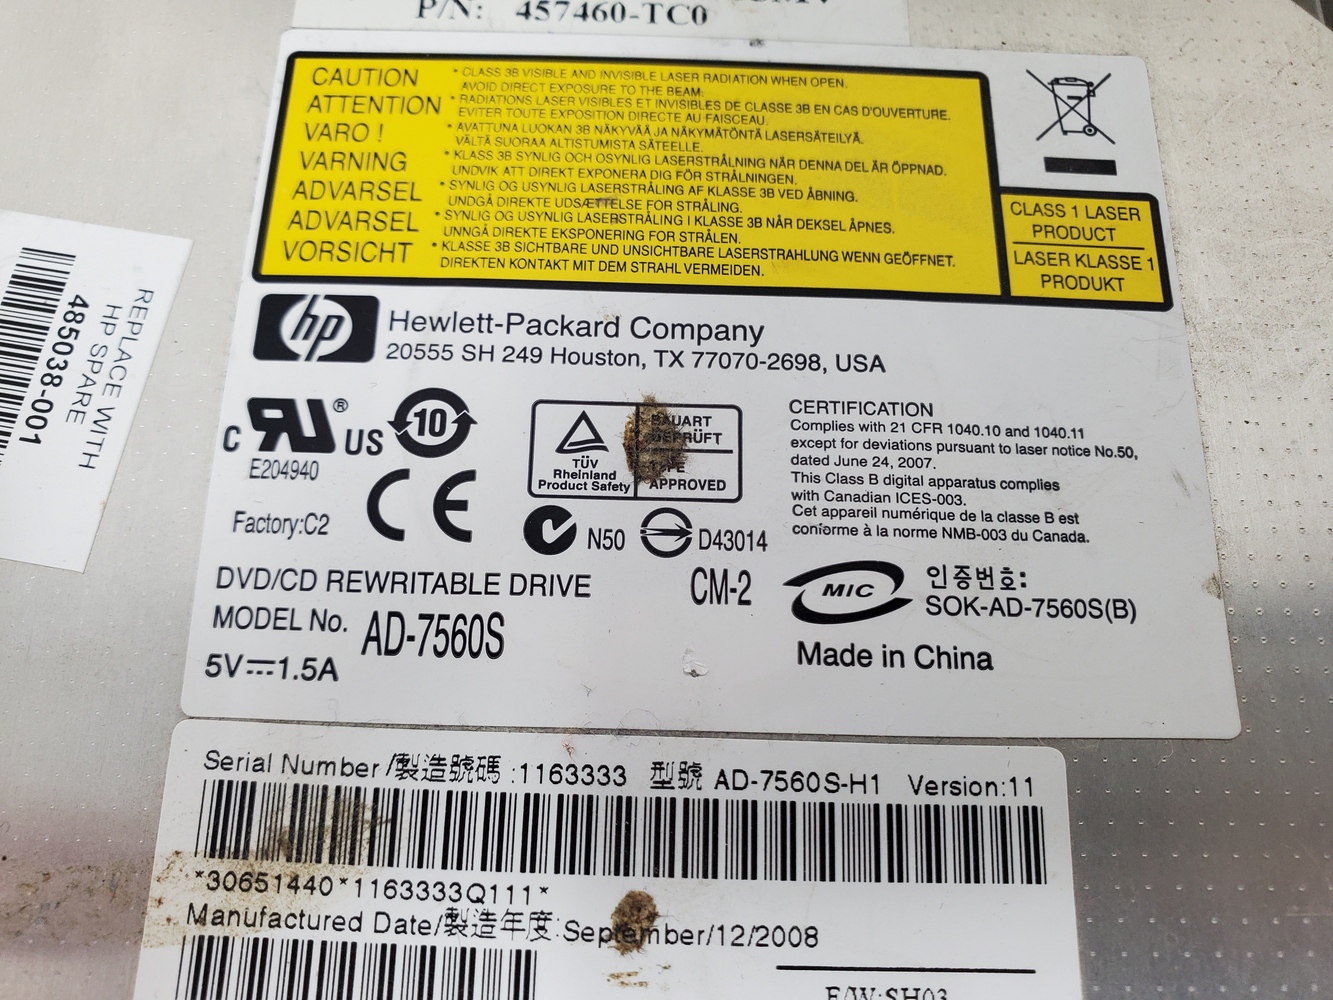 P/N: 457460-TC0
CAUTION
* CLASS 3B VISIBLE AND INVISIBLE LASER RADIATION WHEN OPEN.
AVOID DIRECT EXPOSURE TO THE BEAM.
ATTENTION
* RADIATIONS LASER VISIBLES ET INVISIBLES DE CLASSE 3B EN CAS D'OUVERTURE.
EVITER TOUTE EXPOSITION DIRECTE AU FAISCEAU.
VARO !
* AVATTUNA LUOKAN 3B NÄKYVÄÄ JA NÄKYMÄTÖNTÄ LASERSÄTEILYÄ.
VÄLTÄ SUORAA ALTISTUMISTA SÄTEELLE.
VARNING
* KLASS 3B SYNLIG OCH OSYNLIG LASERSTRÅLNING NÄR DENNA DEL ÄR ÖPPNAD.
UNDVIK ATT DIREKT EXPONERA DIG FÖR STRÅLNINGEN.
ADVARSEL
* SYNLIG OG USYNLIG LASERSTRÅLING AF KLASSE 3B VED ÅBNING.
UNDGÅ DIREKTE UDSÆTTELSE FOR STRÅLING.
ADVARSEL
* SYNLIG OG USYNLIG LASERSTRÅLING I KLASSE 3B NÅR DEKSEL ÅPNES.
UNNGÅ DIREKTE EKSPONERING FOR STRÅLEN.
VORSICHT
* KLASSE 3B SICHTBARE UND UNSICHTBARE LASERSTRAHLUNG WENN GEÖFFNET.
DIREKTEN KONTAKT MIT DEM STRAHL VERMEIDEN.
CLASS 1 LASER
PRODUCT
LASER KLASSE 1
PRODUKT
hp
Hewlett-Packard Company
20555 SH 249 Houston, TX 77070-2698, USA
REPLACE WITH
HP SPARE
485038-001
C RU ® US
E204940
10
CE
Factory:C2
TÜV
Rheinland
Product Safety
BAUART
GEPRÜFT
TYPE
APPROVED
N50
D43014
CERTIFICATION
Complies with 21 CFR 1040.10 and 1040.11
except for deviations pursuant to laser notice No.50,
dated June 24, 2007.
This Class B digital apparatus complies
with Canadian ICES-003.
Cet appareil numérique de la classe B est
conforme à la norme NMB-003 du Canada.
DVD/CD REWRITABLE DRIVE
CM-2
MIC
인증번호:
SOK-AD-7560S(B)
MODEL No. AD-7560S
5V⎓1.5A
Made in China
Serial Number/製造號碼:1163333 型號 AD-7560S-H1 Version:11
*30651440*1163333Q111*
Manufactured Date/製造年度:September/12/2008
F/W:SH03